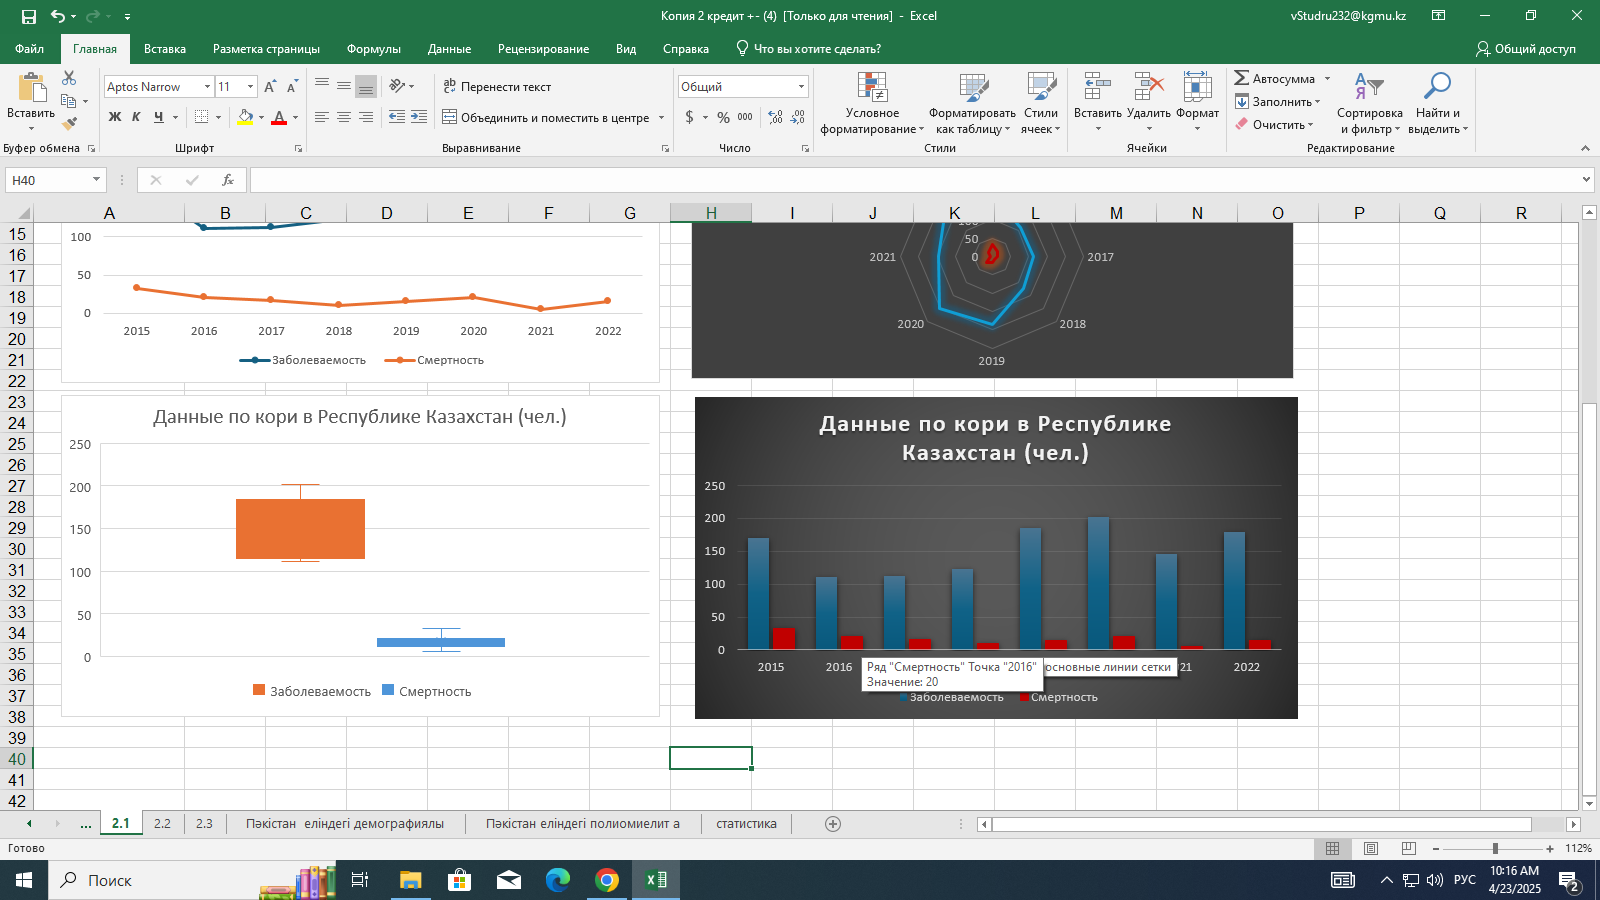 Копия 2 кредит +- (4) [Только для чтения] - Excel
vStudru232@kgmu.kz
Файл Главная Вставка Разметка страницы Формулы Данные Рецензирование Вид Справка Что вы хотите сделать? Общий доступ
Вставить
Буфер обмена
Aptos Narrow 11
Ж К Ч А
Шрифт
Перенести текст
Объединить и поместить в центре
Выравнивание
Общий
$ % 000
Число
Условное форматирование
Форматировать как таблицу
Стили ячеек
Стили
Вставить Удалить Формат
Ячейки
Автосумма
Заполнить
Очистить
Сортировка и фильтр
Найти и выделить
Редактирование
H40
fx
A B C D E F G H I J K L M N O P Q R
15
16
17
18
19
20
21
22
23
24
25
26
27
28
29
30
31
32
33
34
35
36
37
38
39
40
41
42
100
50
0
2015 2016 2017 2018 2019 2020 2021 2022
Заболеваемость Смертность
50
0
2021 2017
2020 2018
2019
Данные по кори в Республике Казахстан (чел.)
250
200
150
100
50
0
Заболеваемость Смертность
Данные по кори в Республике
Казахстан (чел.)
250
200
150
100
50
0
2015 2016 21 2022
Ряд "Смертность" Точка "2016"
Значение: 20
основные линии сетки
Заболеваемость Смертность
... 2.1 2.2 2.3 Пәкістан еліндегі демографиялы Пәкістан еліндегі полиомиелит а статистика
Готово
112%
Поиск
РУС
10:16 AM
4/23/2025
2